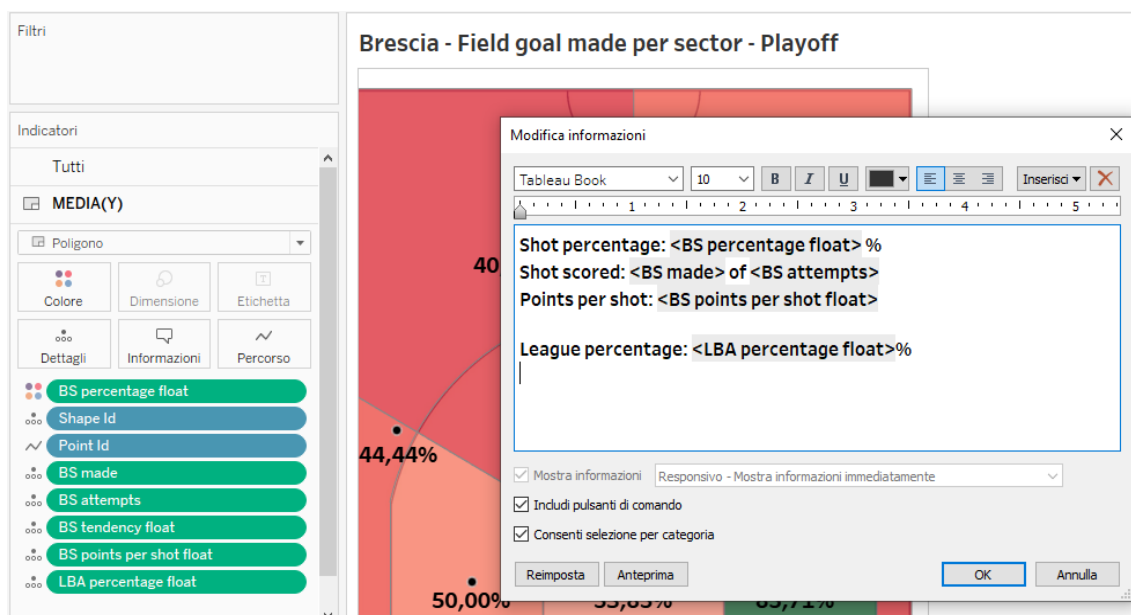 Filtri
Indicatori
Tutti
MEDIA(Y)
Poligono
Colore
Dimensione
Etichetta
Dettagli
Informazioni
Percorso
BS percentage float
Shape Id
Point Id
BS made
BS attempts
BS tendency float
BS points per shot float
LBA percentage float
Brescia - Field goal made per sector - Playoff
40
44,44%
50,00%
Modifica informazioni
Tableau Book
10
B I U
Inserisci
1 2 3 4 5
Shot percentage: <BS percentage float> %
Shot scored: <BS made> of <BS attempts>
Points per shot: <BS points per shot float>
League percentage: <LBA percentage float>%
Mostra informazioni
Responsivo - Mostra informazioni immediatamente
Includi pulsanti di comando
Consenti selezione per categoria
Reimposta
Anteprima
OK
Annulla